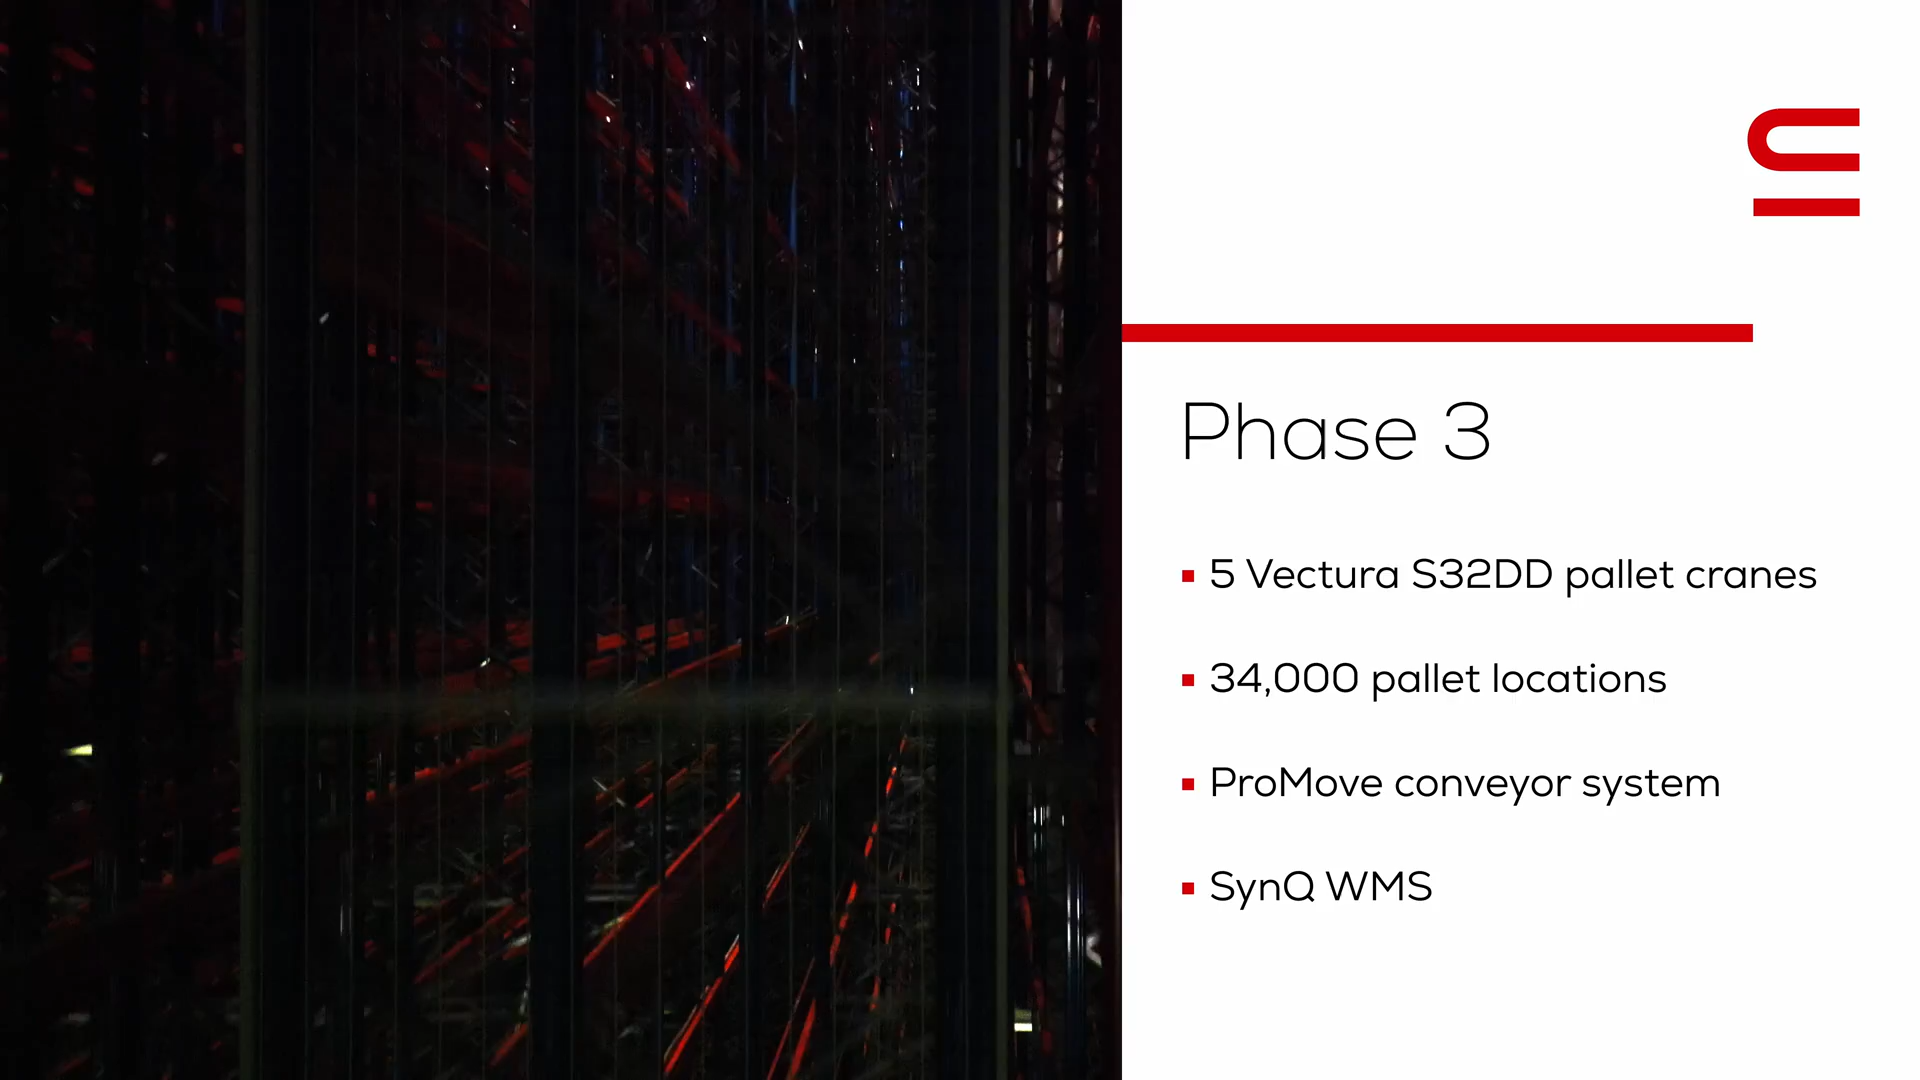 Phase 3
5 Vectura S32DD pallet cranes
34,000 pallet locations
ProMove conveyor system
SynQ WMS